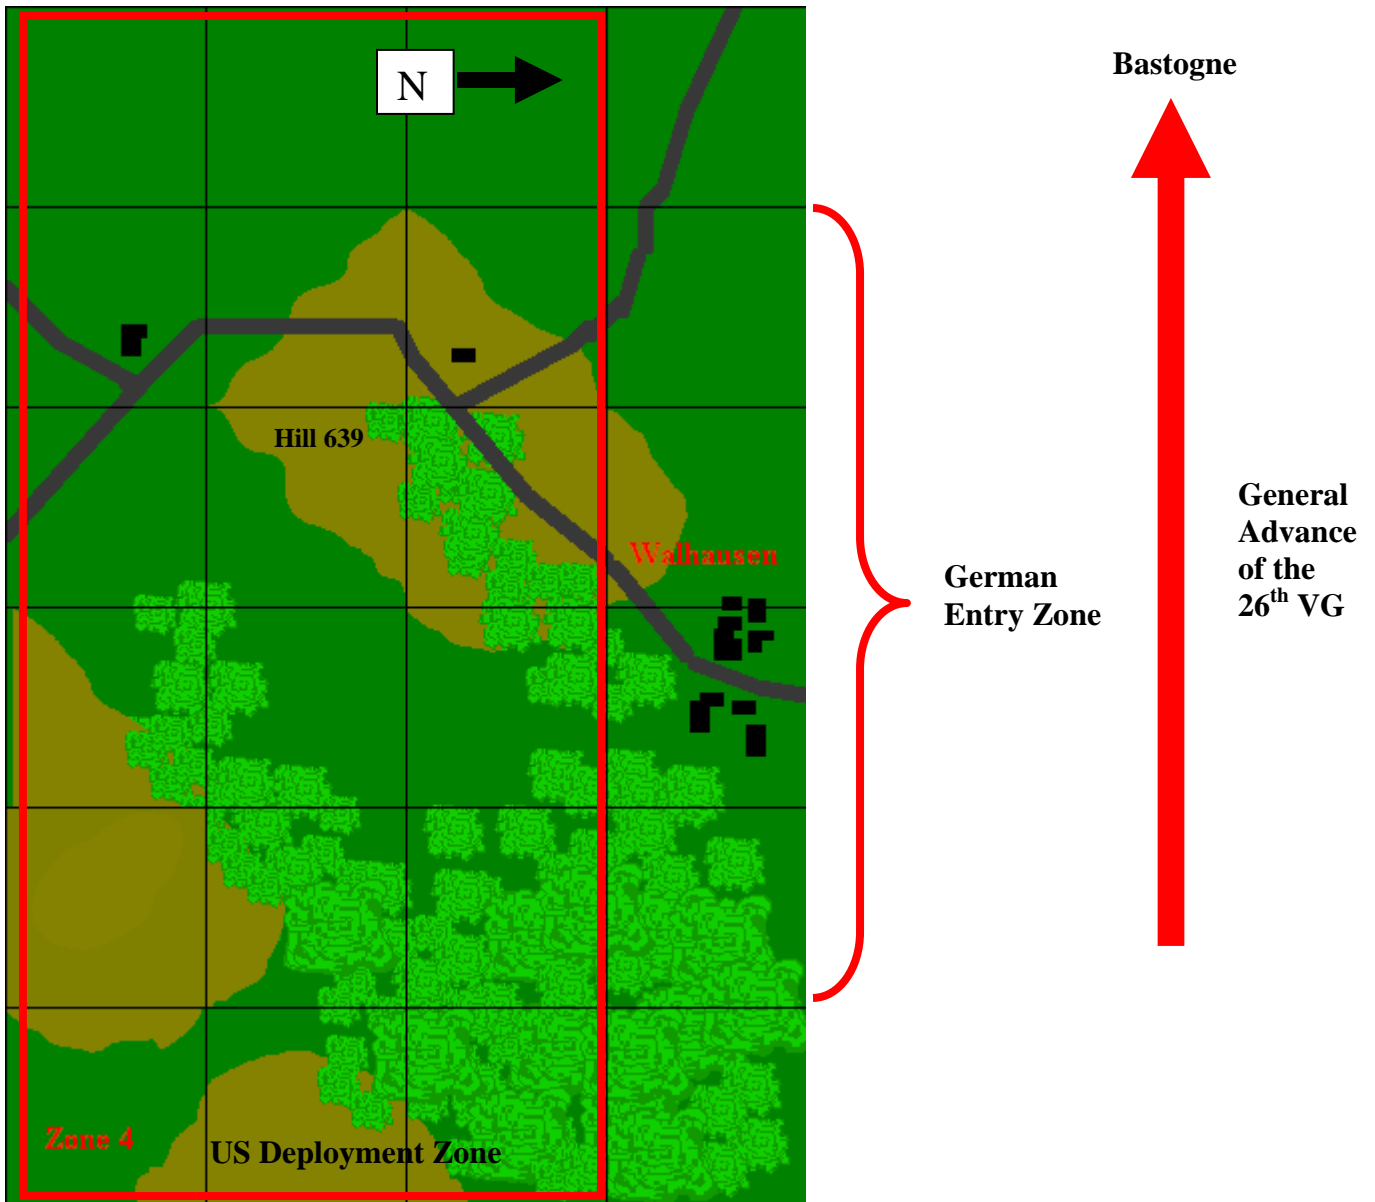 N
Bastogne
Hill 639
Walhausen
General
Advance
of the
26th VG
German
Entry Zone
Zone 4
US Deployment Zone